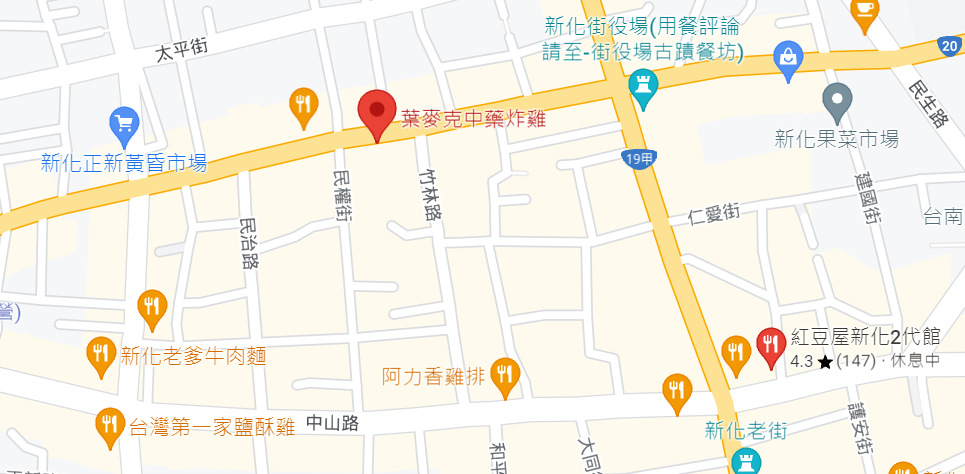 新化街役場(用餐評論
請至-街役場古蹟餐坊)
太平街
20
民生路
葉麥克中藥炸雞
新化果菜市場
新化正新黃昏市場
19甲
民權街
竹林路
建國街
仁愛街
台南
民治路
營)
紅豆屋新化2代館
4.3 ★ (147) · 休息中
新化老爹牛肉麵
阿力香雞排
台灣第一家鹽酥雞
中山路
新化老街
護安街
和平
大同